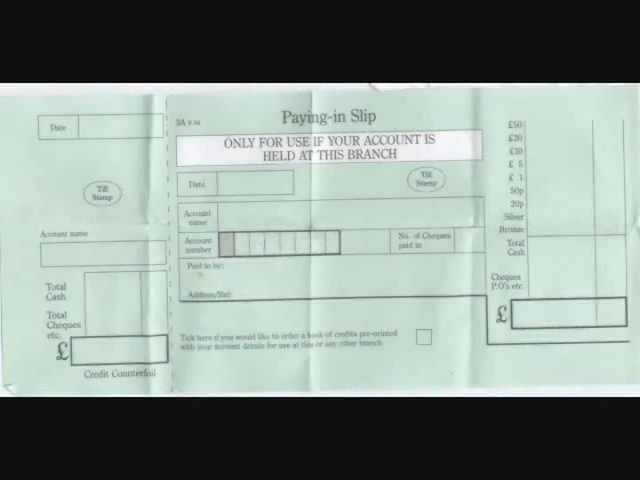 Date
Till
Stamp
Account name
Total
Cash
Total
Cheques
etc.
£
Credit Counterfoil
3A
Paying-in Slip
ONLY FOR USE IF YOUR ACCOUNT IS
HELD AT THIS BRANCH
Date
Till
Stamp
Account
name
Account
number
No. of Cheques
paid in
Paid in by:
Address/Ref:
Tick here if you would like to order a book of credits pre-printed
with your account details for use at this or any other branch
£50
£20
£10
£ 5
£ 1
50p
20p
Silver
Bronze
Total
Cash
Cheques
P.O's etc.
£